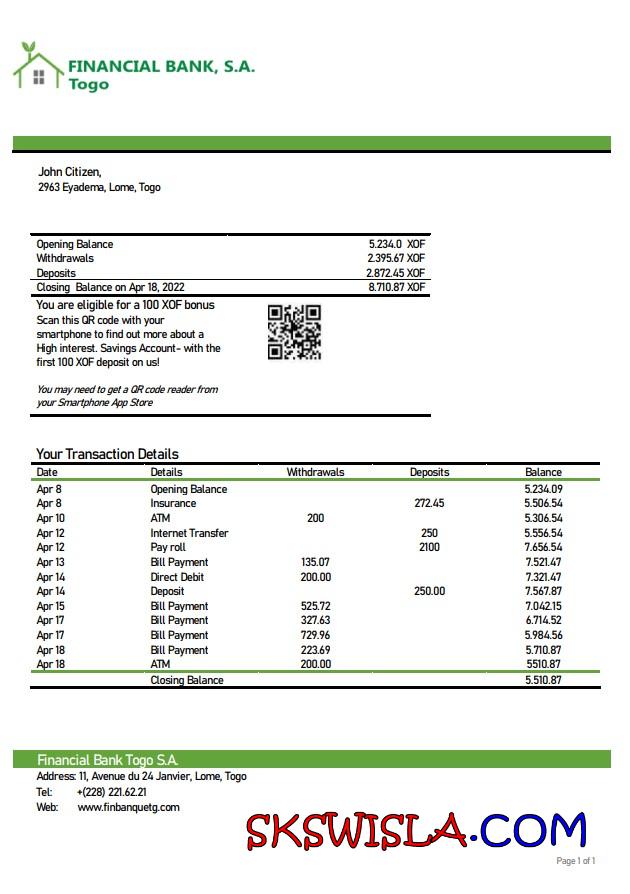 FINANCIAL BANK, S.A.
Togo
John Citizen,
2963 Eyadema, Lome, Togo
Opening Balance 5.234.0 XOF
Withdrawals 2.395.67 XOF
Deposits 2.872.45 XOF
Closing Balance on Apr 18, 2022 8.710.87 XOF
You are eligible for a 100 XOF bonus
Scan this QR code with your
smartphone to find out more about a
High interest. Savings Account- with the
first 100 XOF deposit on us!
You may need to get a QR code reader from
your Smartphone App Store
Your Transaction Details
Date Details Withdrawals Deposits Balance
Apr 8 Opening Balance 5.234.09
Apr 8 Insurance 272.45 5.506.54
Apr 10 ATM 200 5.306.54
Apr 12 Internet Transfer 250 5.556.54
Apr 12 Pay roll 2100 7.656.54
Apr 13 Bill Payment 135.07 7.521.47
Apr 14 Direct Debit 200.00 7.321.47
Apr 14 Deposit 250.00 7.567.87
Apr 15 Bill Payment 525.72 7.042.15
Apr 17 Bill Payment 327.63 6.714.52
Apr 17 Bill Payment 729.96 5.984.56
Apr 18 Bill Payment 223.69 5.710.87
Apr 18 ATM 200.00 5510.87
Closing Balance 5.510.87
Financial Bank Togo S.A.
Address: 11, Avenue du 24 Janvier, Lome, Togo
Tel: +(228) 221.62.21
Web: www.finbanquetg.com
SKSWISLA.COM
Page 1 of 1